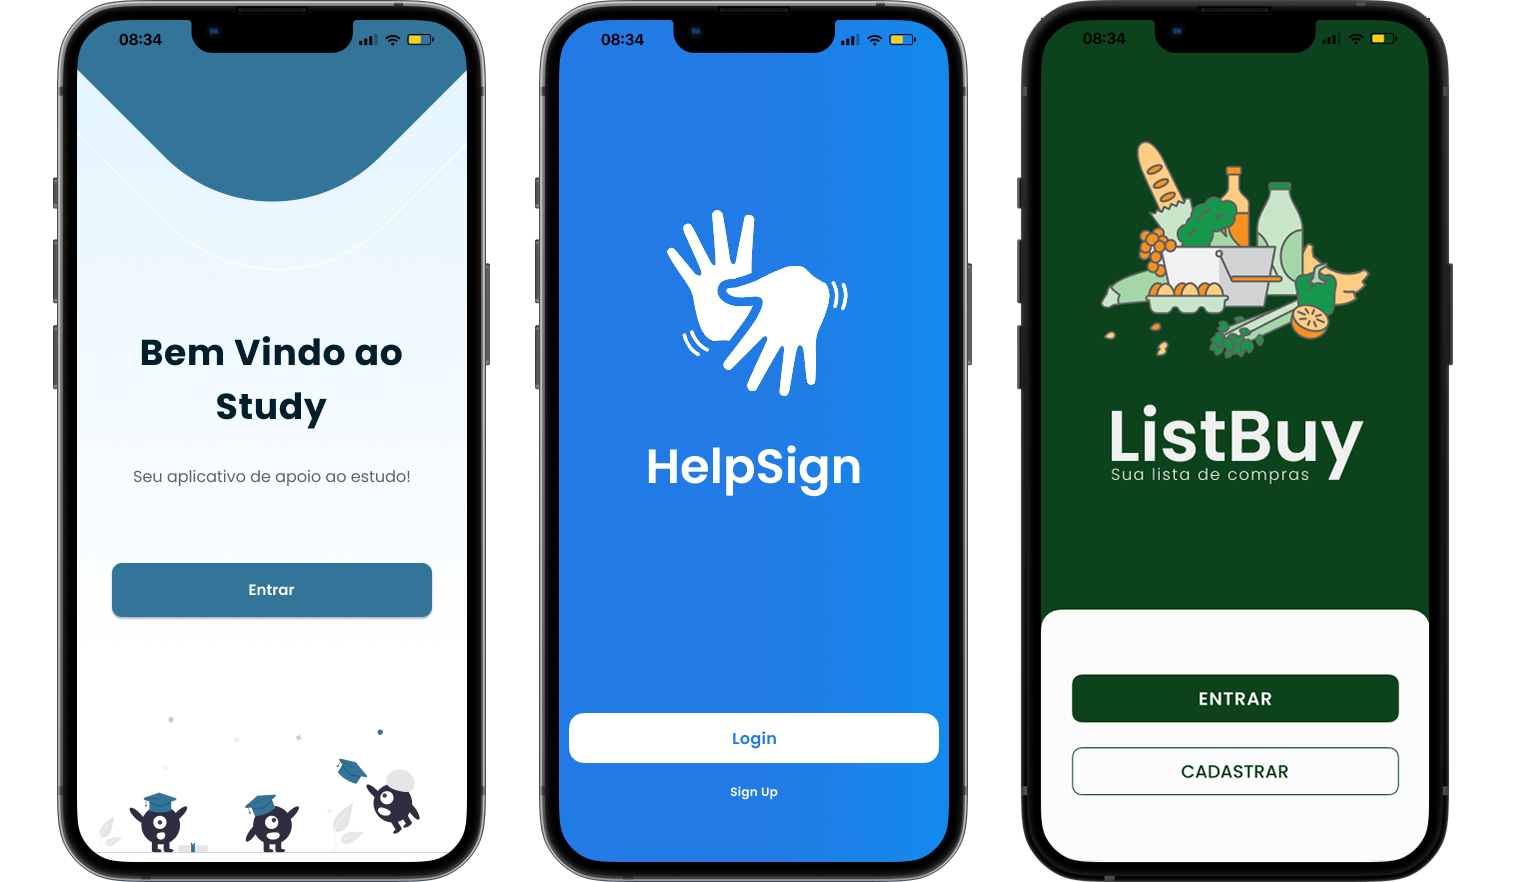 08:34
Bem Vindo ao
Study
Seu aplicativo de apoio ao estudo!
Entrar
08:34
HelpSign
Login
Sign Up
08:34
ListBuy
Sua lista de compras
ENTRAR
CADASTRAR